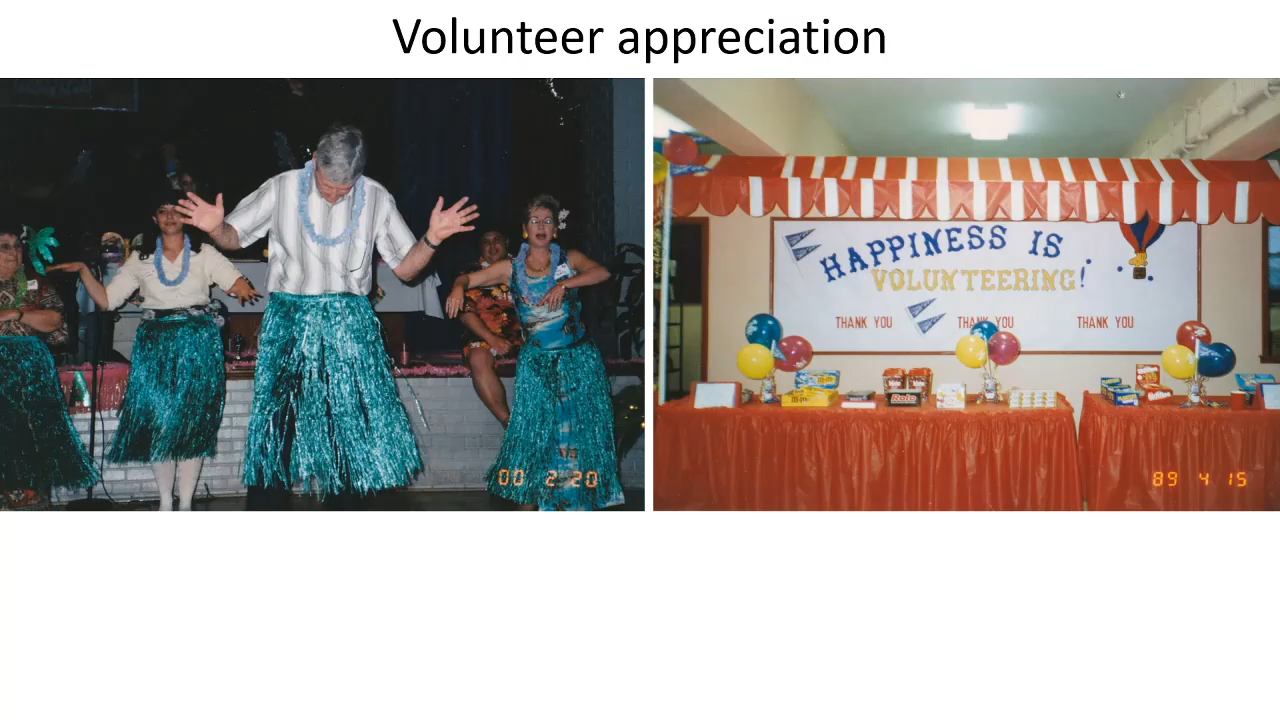 Volunteer appreciation
00 2 20
HAPPINESS IS
VOLUNTEERING!
THANK YOU THANK YOU THANK YOU
m&m's
Rolo
89 4 15